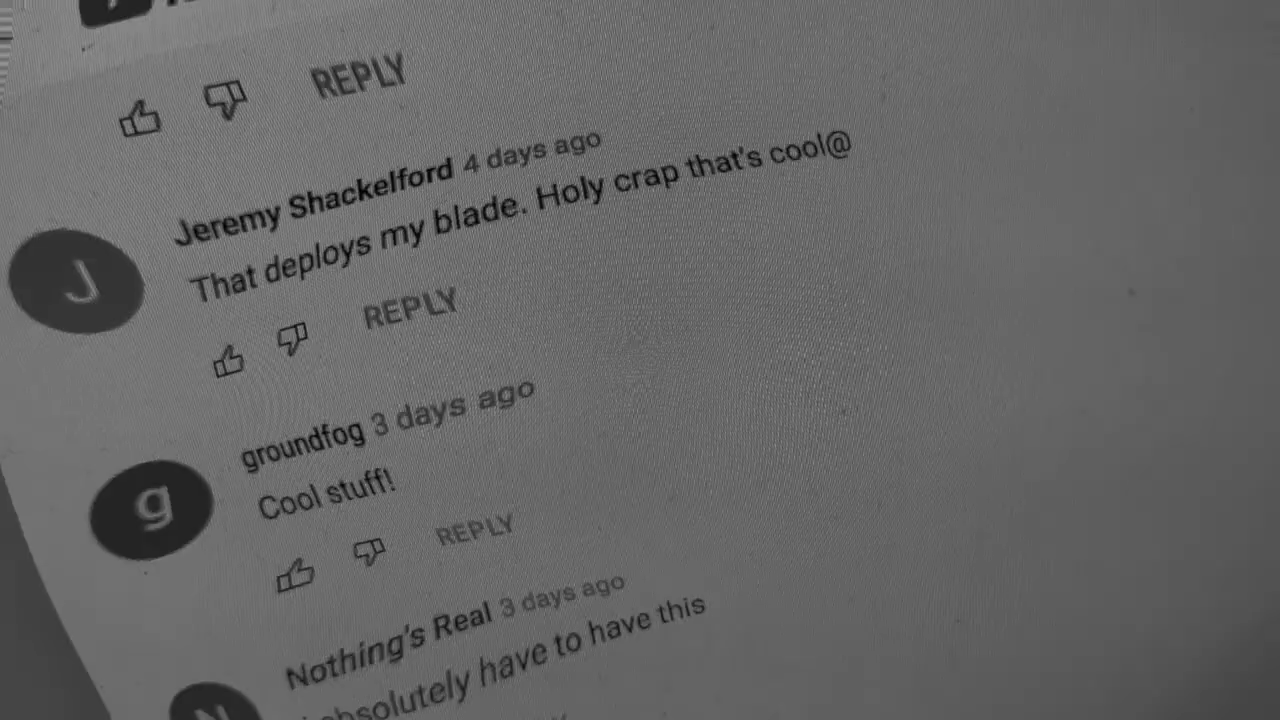 REPLY
Jeremy Shackelford 4 days ago
That deploys my blade. Holy crap that's cool@
J
REPLY
groundfog 3 days ago
Cool stuff!
g
REPLY
Nothing's Real 3 days ago
absolutely have to have this
N